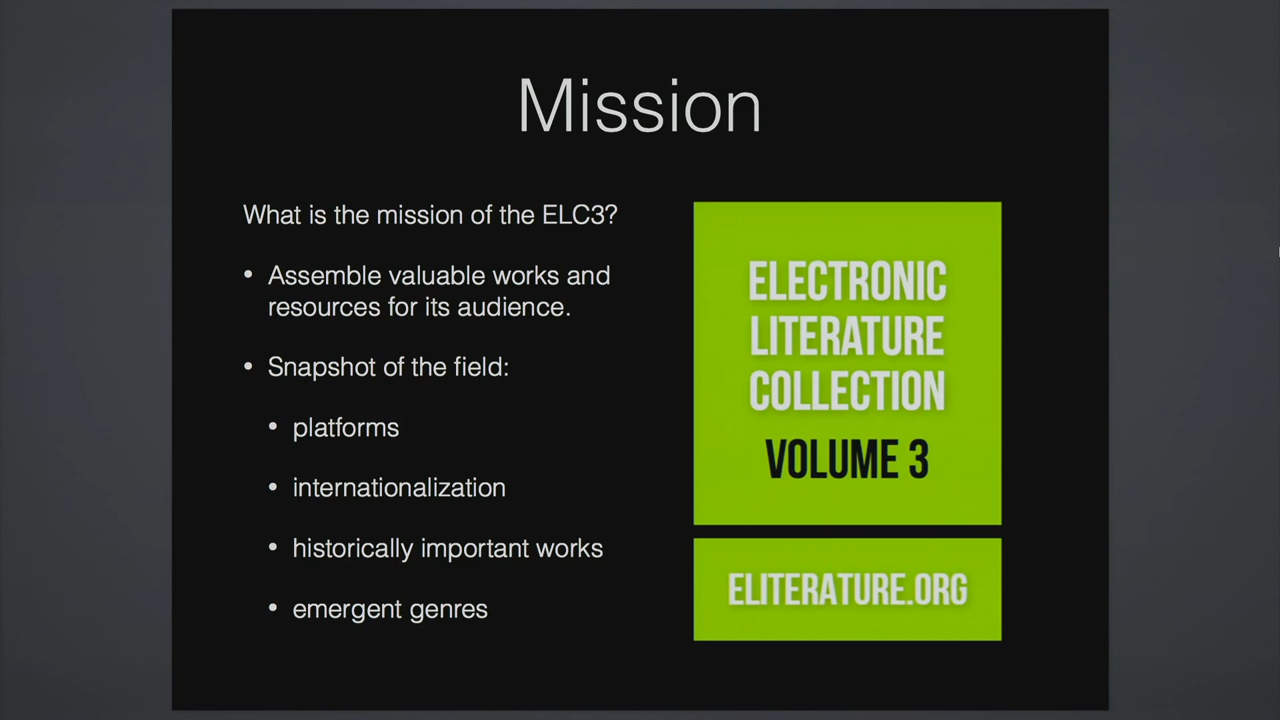 Mission
What is the mission of the ELC3?
• Assemble valuable works and
resources for its audience.
• Snapshot of the field:
• platforms
• internationalization
• historically important works
• emergent genres
ELECTRONIC
LITERATURE
COLLECTION
VOLUME 3
ELITERATURE.ORG